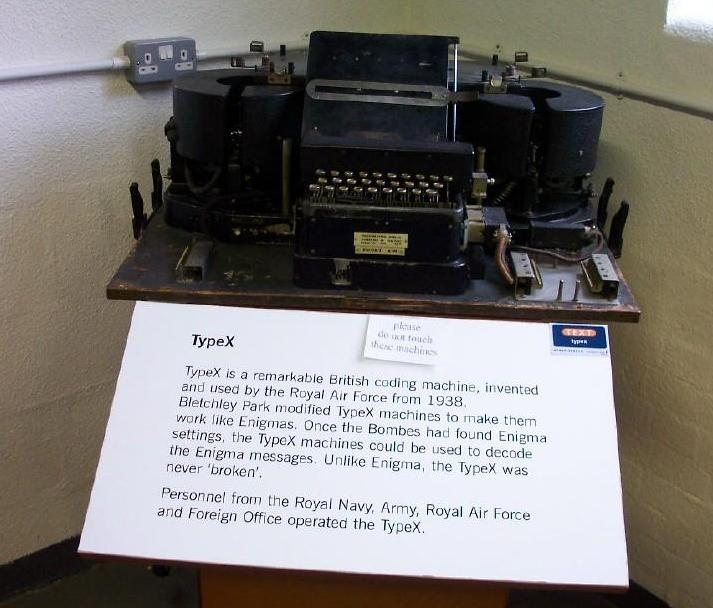 please
do not touch
these machines
TEXT
typex
TypeX
TypeX is a remarkable British coding machine, invented
and used by the Royal Air Force from 1938.
Bletchley Park modified TypeX machines to make them
work like Enigmas. Once the Bombes had found Enigma
settings, the TypeX machines could be used to decode
the Enigma messages. Unlike Enigma, the TypeX was
never 'broken'.
Personnel from the Royal Navy, Army, Royal Air Force
and Foreign Office operated the TypeX.